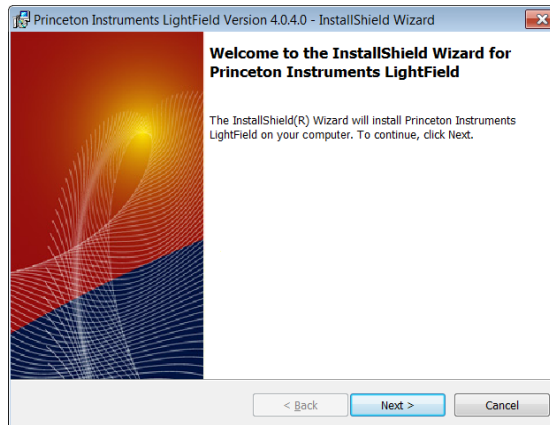 Princeton Instruments LightField Version 4.0.4.0 - InstallShield Wizard
Welcome to the InstallShield Wizard for
Princeton Instruments LightField
The InstallShield(R) Wizard will install Princeton Instruments
LightField on your computer. To continue, click Next.
< Back Next > Cancel